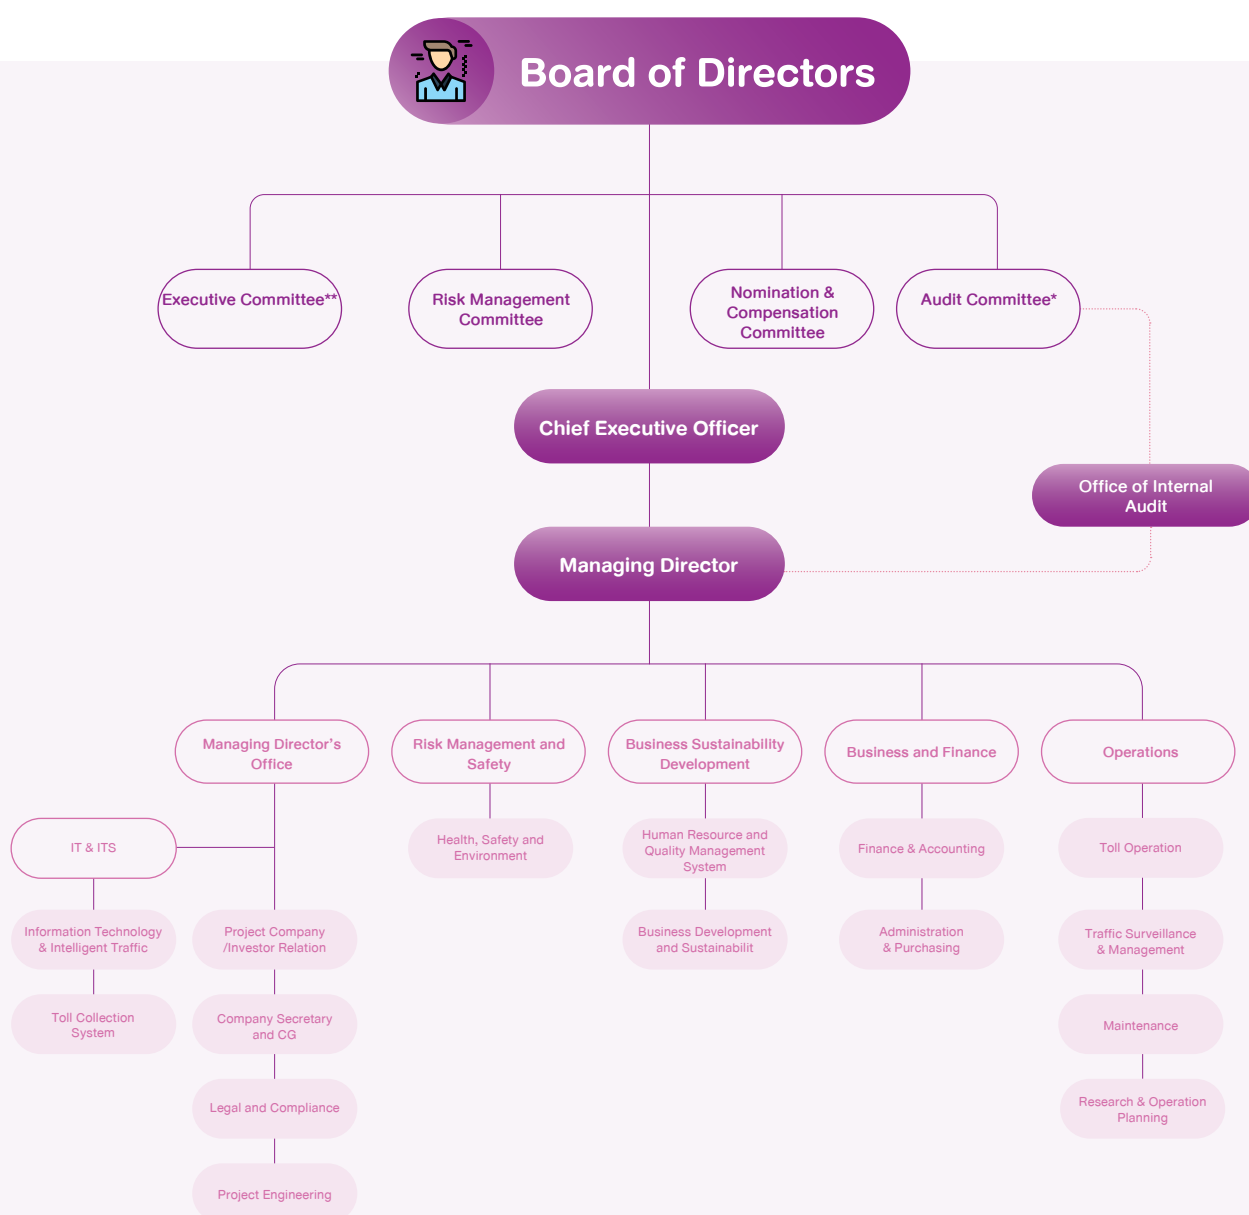 Board of Directors
Executive Committee**
Risk Management
Committee
Nomination &
Compensation
Committee
Audit Committee*
Chief Executive Officer
Office of Internal
Audit
Managing Director
Managing Director's
Office
Risk Management and
Safety
Business Sustainability
Development
Business and Finance
Operations
IT & ITS
Health, Safety and
Environment
Human Resource and
Quality Management
System
Finance & Accounting
Toll Operation
Information Technology
& Intelligent Traffic
Project Company
/Investor Relation
Business Development
and Sustainabilit
Administration
& Purchasing
Traffic Surveillance
& Management
Toll Collection
System
Company Secretary
and CG
Maintenance
Legal and Compliance
Research & Operation
Planning
Project Engineering